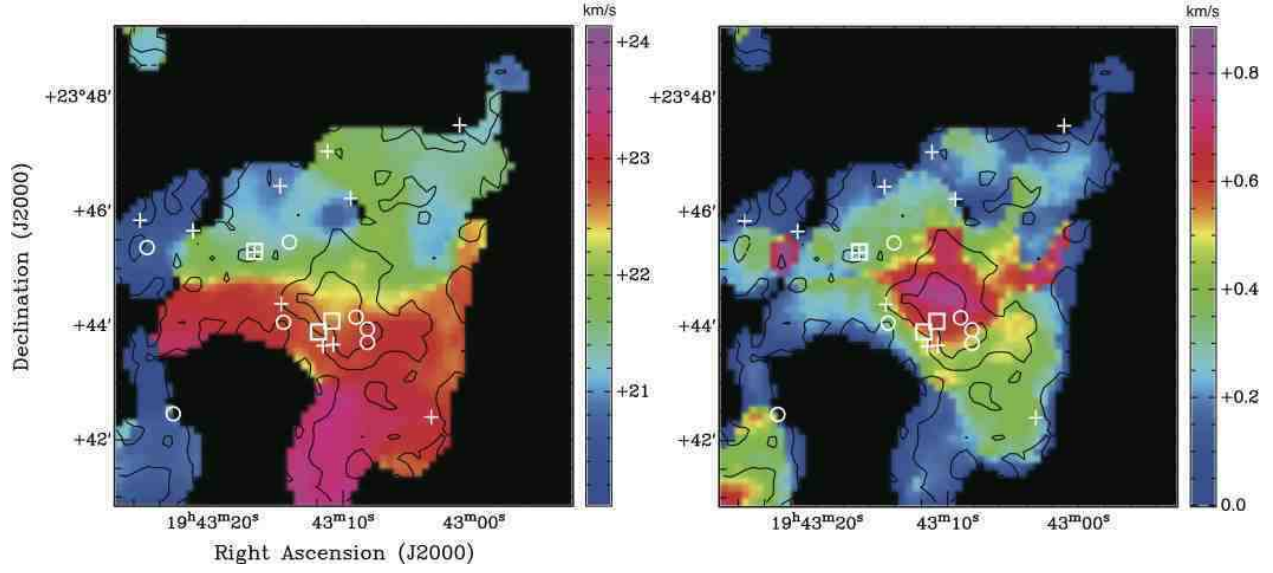 km/s
km/s
+24
+0.8
+23°48′
+23°48′
+23
+0.6
+46′
+46′
+22
+0.4
+44′
+44′
+21
+0.2
+42′
+42′
0.0
19ʰ43ᵐ20ˢ 43ᵐ10ˢ 43ᵐ00ˢ
19ʰ43ᵐ20ˢ 43ᵐ10ˢ 43ᵐ00ˢ
Right Ascension (J2000)
Declination (J2000)